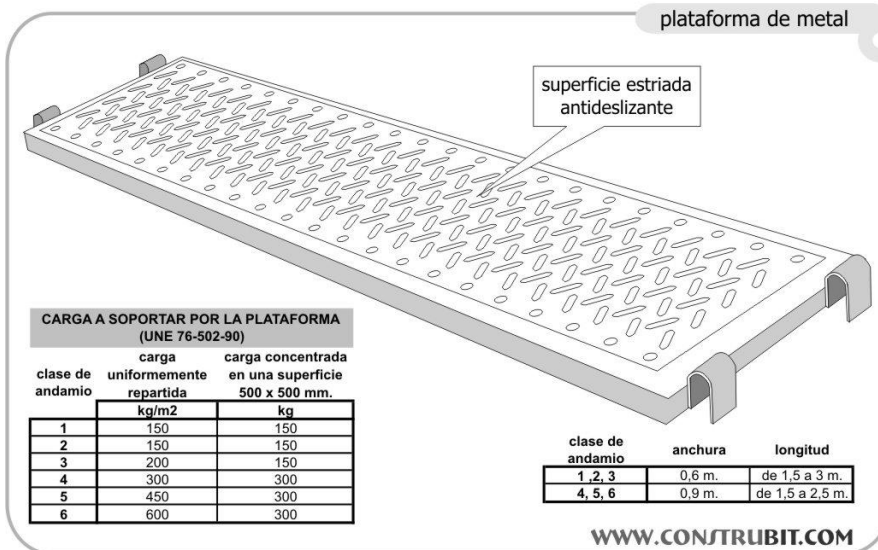 plataforma de metal
superficie estriada
antideslizante
CARGA A SOPORTAR POR LA PLATAFORMA
(UNE 76-502-90)
clase de andamio carga uniformemente repartida carga concentrada en una superficie 500 x 500 mm.
kg/m2 kg
1 150 150
2 150 150
3 200 150
4 300 300
5 450 300
6 600 300
clase de andamio anchura longitud
1 ,2, 3 0,6 m. de 1,5 a 3 m.
4, 5, 6 0,9 m. de 1,5 a 2,5 m.
WWW.CONSTRUBIT.COM